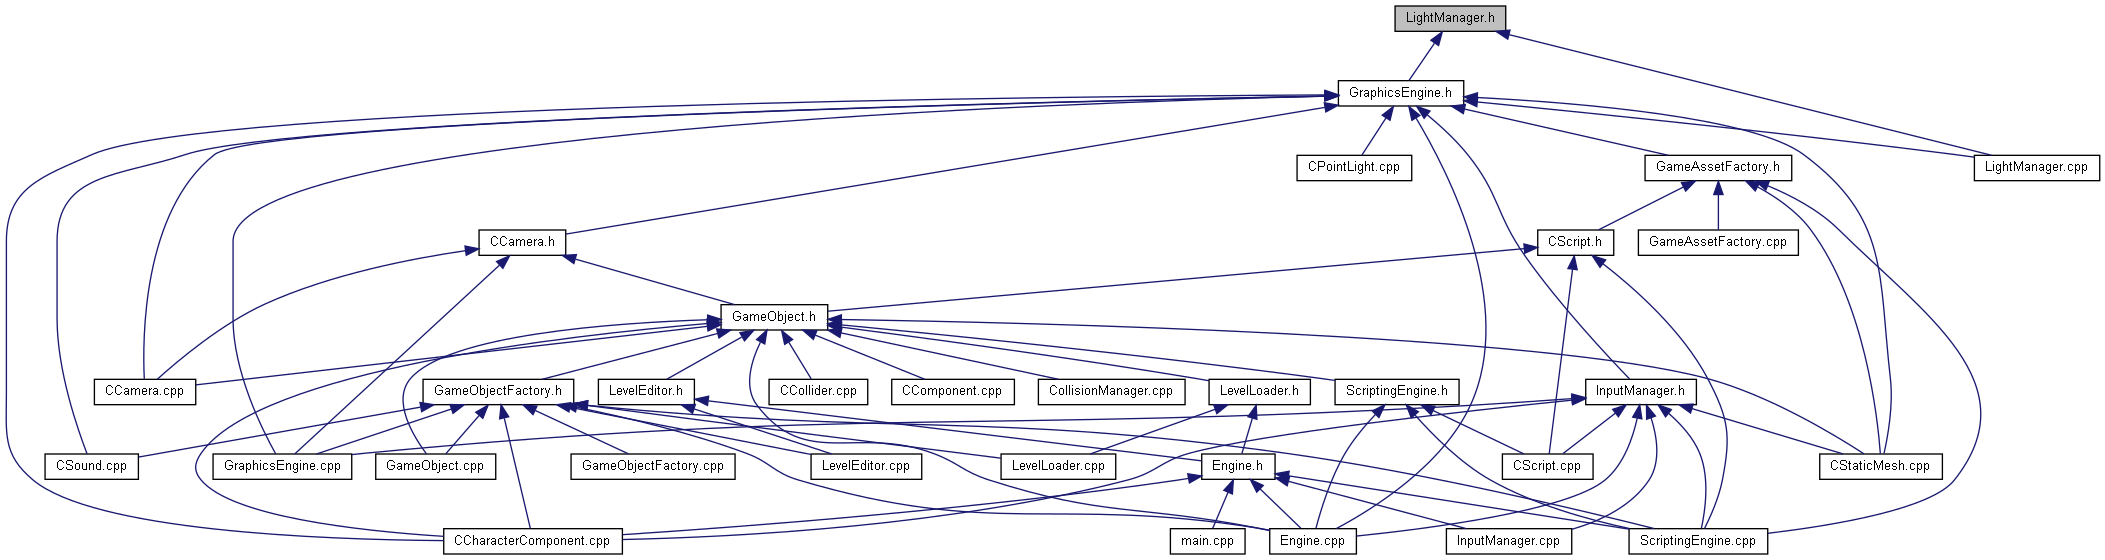 LightManager.h
GraphicsEngine.h
CPointLight.cpp
GameAssetFactory.h
LightManager.cpp
CCamera.h
CScript.h
GameAssetFactory.cpp
GameObject.h
CCamera.cpp
GameObjectFactory.h
LevelEditor.h
CCollider.cpp
CComponent.cpp
CollisionManager.cpp
LevelLoader.h
ScriptingEngine.h
InputManager.h
CSound.cpp
GraphicsEngine.cpp
GameObject.cpp
GameObjectFactory.cpp
LevelEditor.cpp
LevelLoader.cpp
Engine.h
CScript.cpp
CStaticMesh.cpp
CCharacterComponent.cpp
main.cpp
Engine.cpp
InputManager.cpp
ScriptingEngine.cpp